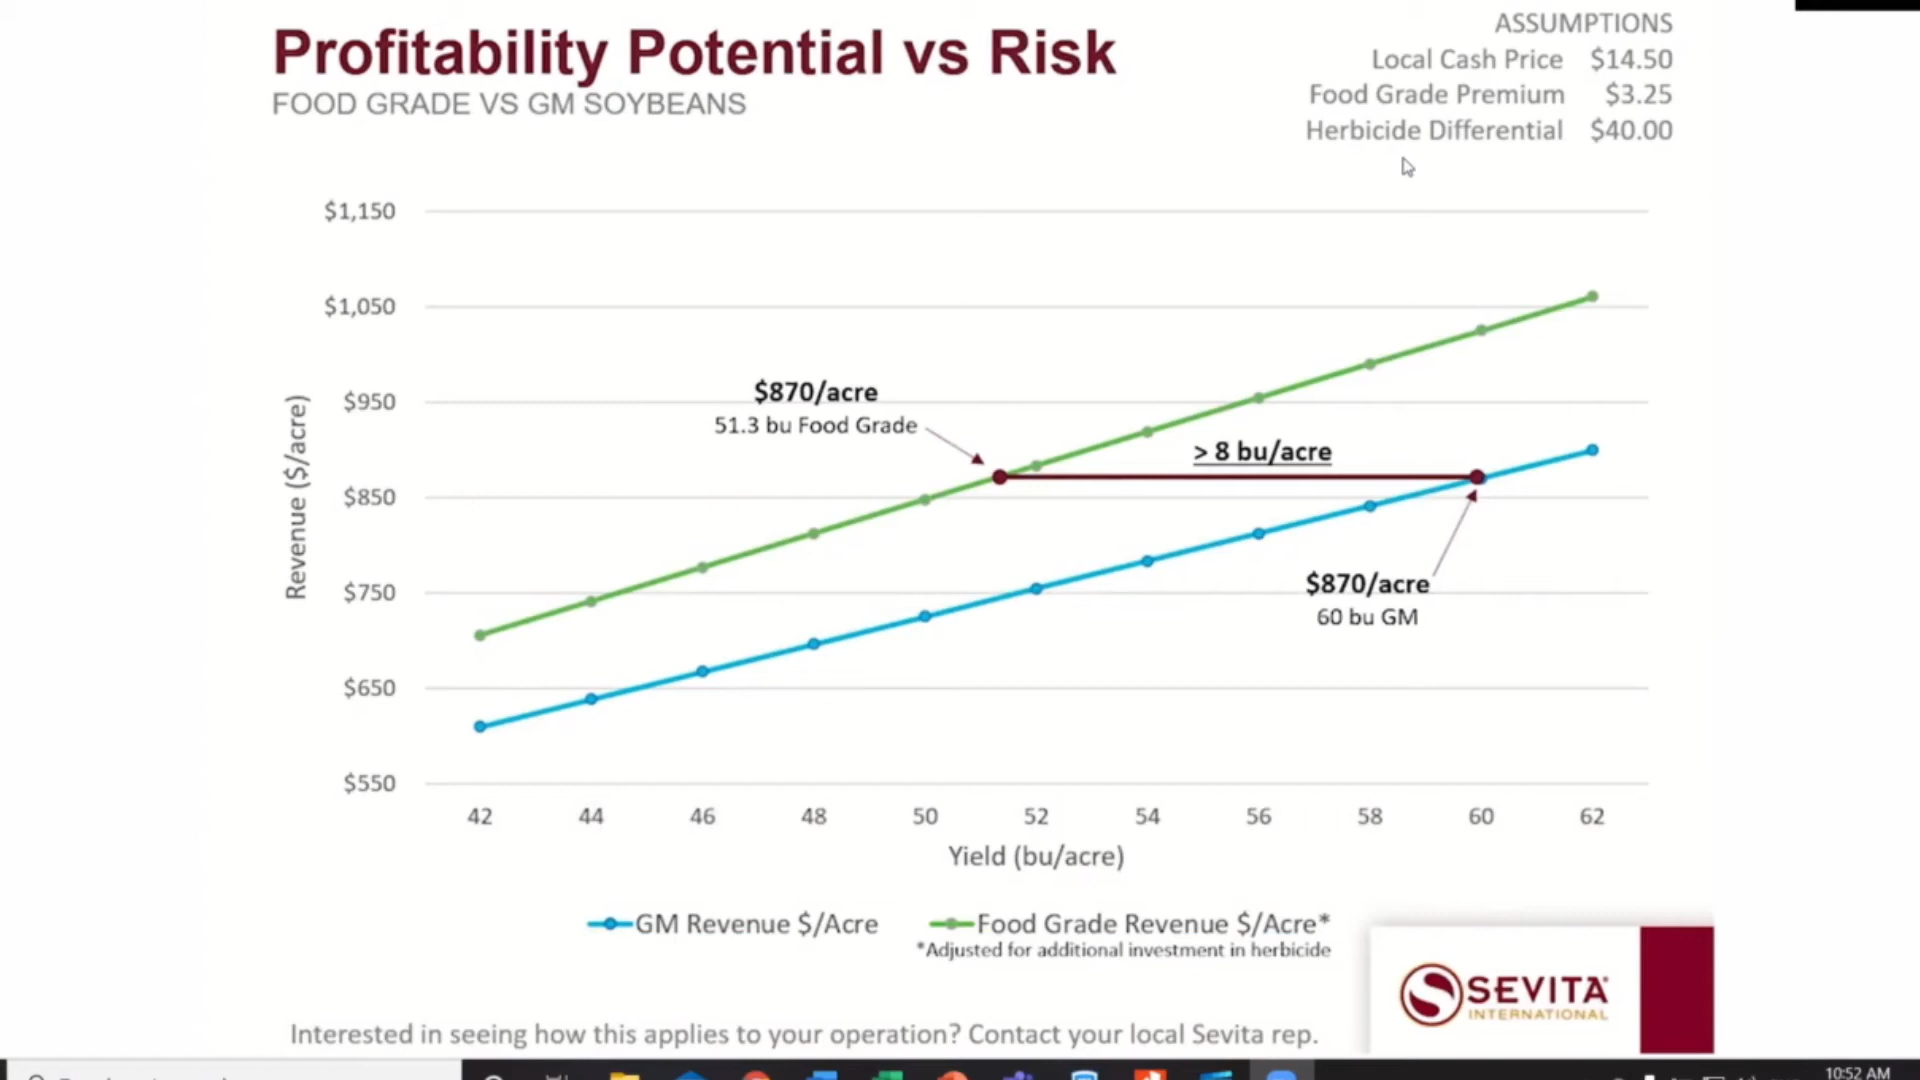 Profitability Potential vs Risk
FOOD GRADE VS GM SOYBEANS
ASSUMPTIONS
Local Cash Price $14.50
Food Grade Premium $3.25
Herbicide Differential $40.00
Revenue ($/acre)
$1,150
$1,050
$950
$850
$750
$650
$550
$870/acre
51.3 bu Food Grade
> 8 bu/acre
$870/acre
60 bu GM
42 44 46 48 50 52 54 56 58 60 62
Yield (bu/acre)
GM Revenue $/Acre Food Grade Revenue $/Acre*
*Adjusted for additional investment in herbicide
SEVITA
INTERNATIONAL
Interested in seeing how this applies to your operation? Contact your local Sevita rep.
10:52 AM